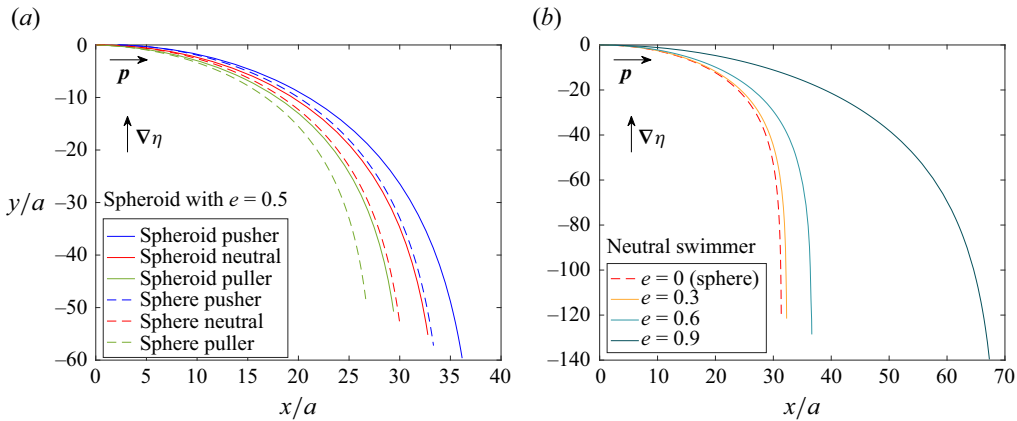 (a)
0
–10
–20
–30
–40
–50
–60
y/a
p
∇η
Spheroid with e = 0.5
Spheroid pusher
Spheroid neutral
Spheroid puller
Sphere pusher
Sphere neutral
Sphere puller
0 5 10 15 20 25 30 35 40
x/a
(b)
0
–20
–40
–60
–80
–100
–120
–140
p
∇η
Neutral swimmer
e = 0 (sphere)
e = 0.3
e = 0.6
e = 0.9
0 10 20 30 40 50 60 70
x/a